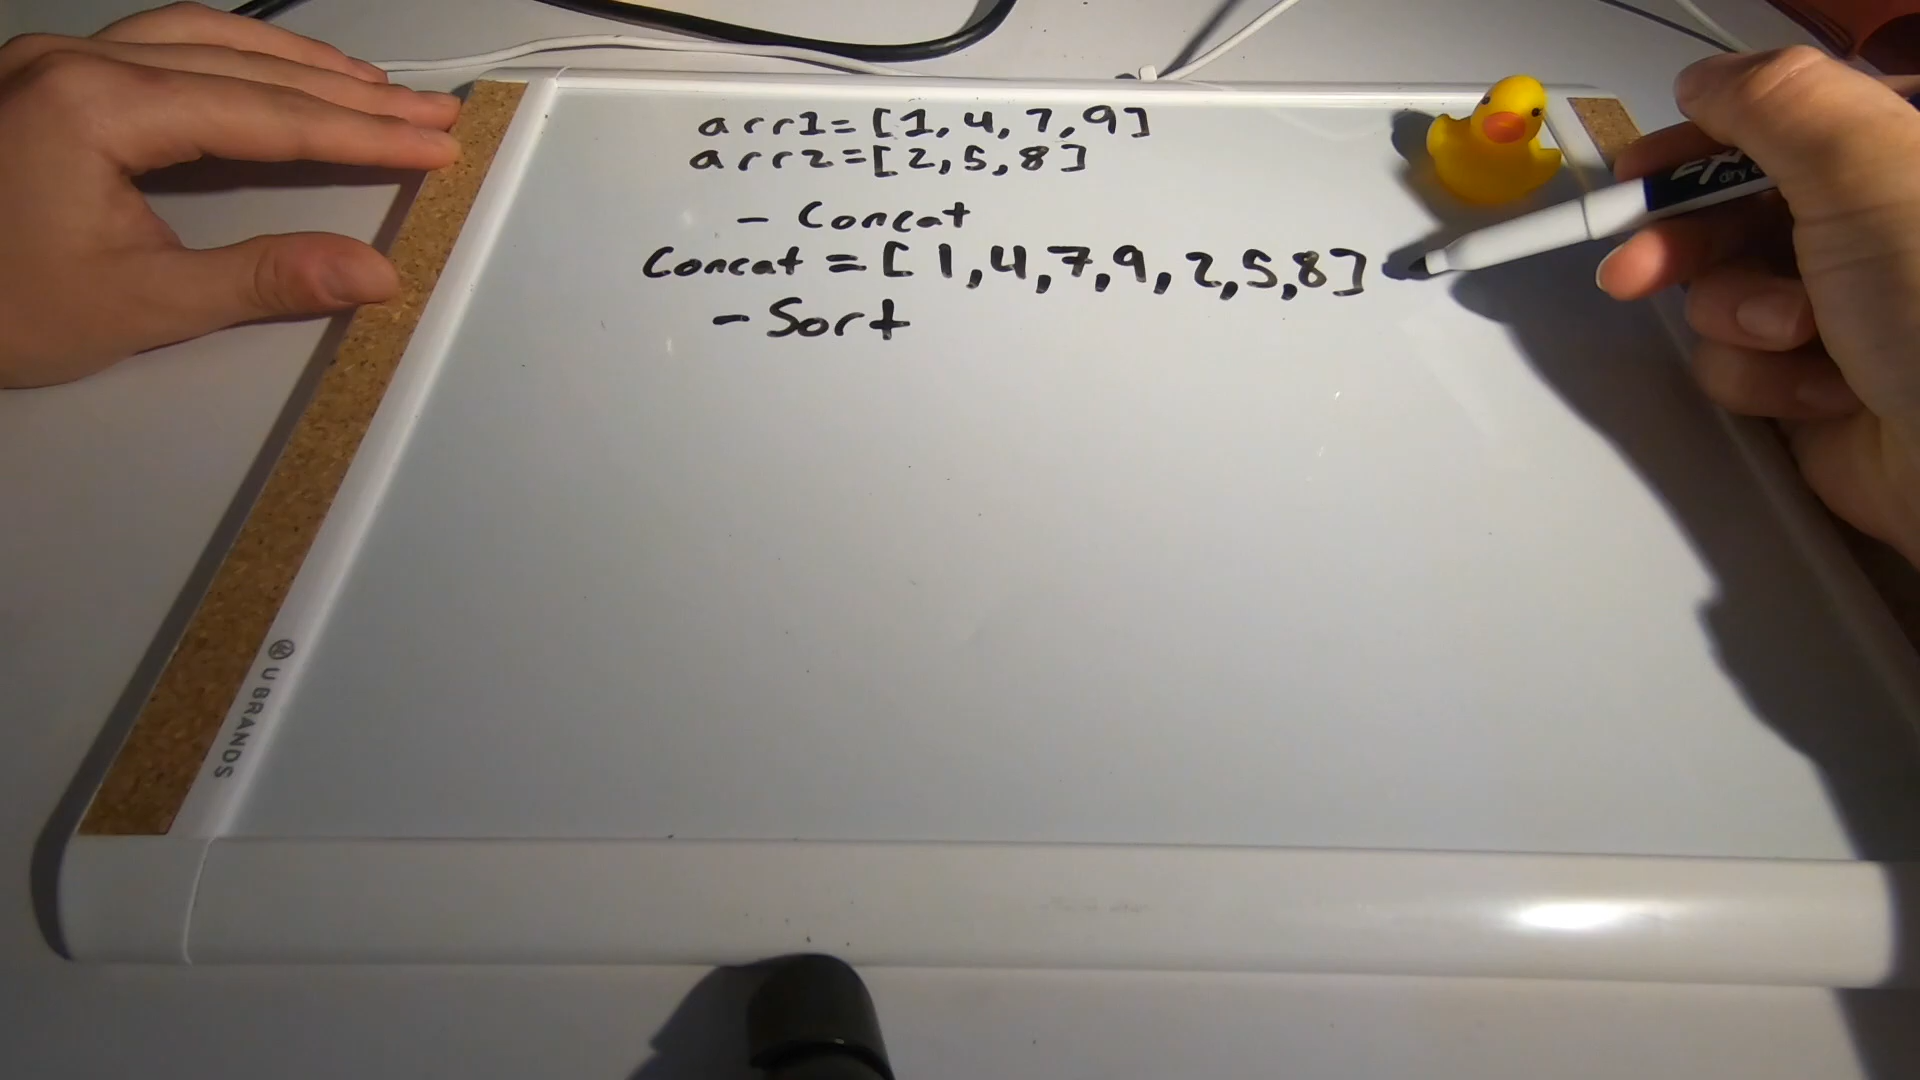 arr1=[1,4,7,9]
arr2=[2,5,8]
- Concat
Concat = [1,4,7,9,2,5,8]
- Sort
U BRANDS